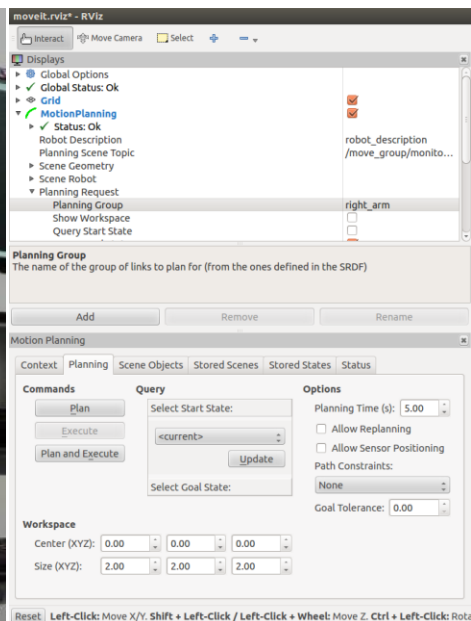 moveit.rviz* - RViz
Interact Move Camera Select
Displays
Global Options
Global Status: Ok
Grid
MotionPlanning
Status: Ok
Robot Description robot_description
Planning Scene Topic /move_group/monito...
Scene Geometry
Scene Robot
Planning Request
Planning Group right_arm
Show Workspace
Query Start State
Planning Group
The name of the group of links to plan for (from the ones defined in the SRDF)
Add Remove Rename
Motion Planning
Context Planning Scene Objects Stored Scenes Stored States Status
Commands Query Options
Plan Select Start State: Planning Time (s): 5.00
Execute <current> Allow Replanning
Plan and Execute Update Allow Sensor Positioning
Path Constraints:
Select Goal State: None
Goal Tolerance: 0.00
Workspace
Center (XYZ): 0.00 0.00 0.00
Size (XYZ): 2.00 2.00 2.00
Reset Left-Click: Move X/Y. Shift + Left-Click / Left-Click + Wheel: Move Z. Ctrl + Left-Click: Rota